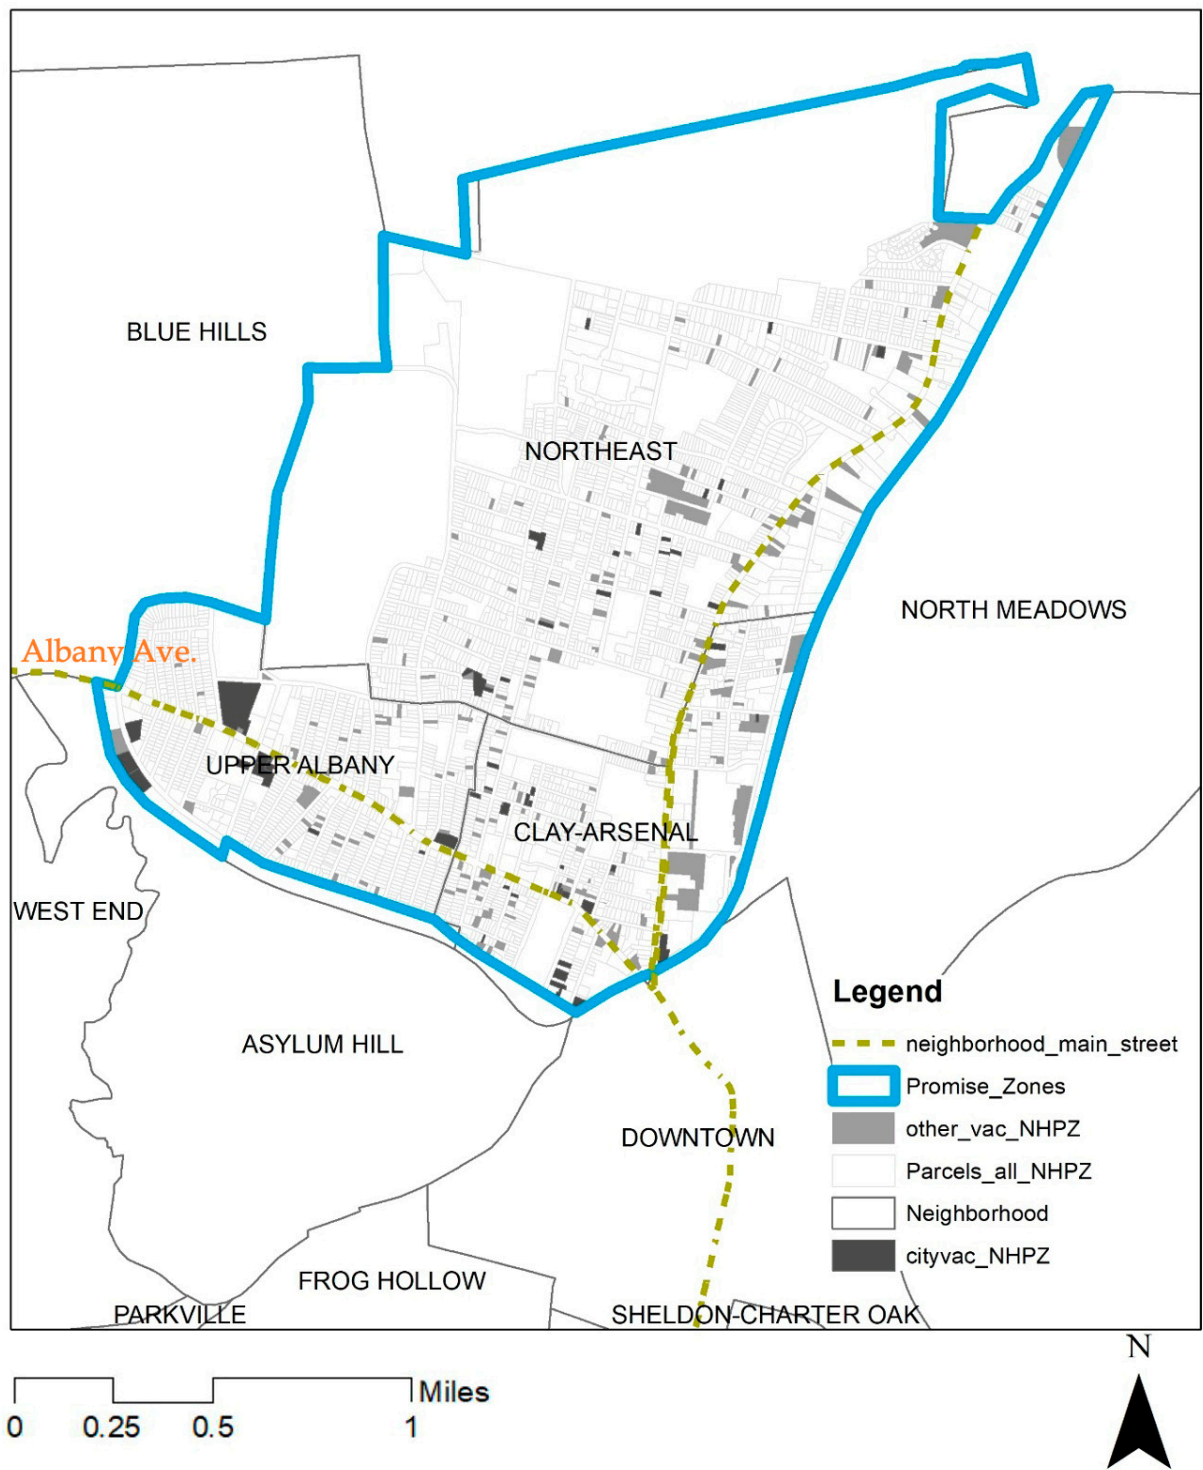 BLUE HILLS
NORTHEAST
NORTH MEADOWS
Albany Ave.
UPPER ALBANY
CLAY-ARSENAL
WEST END
ASYLUM HILL
DOWNTOWN
FROG HOLLOW
PARKVILLE
SHELDON-CHARTER OAK
Legend
neighborhood_main_street
Promise_Zones
other_vac_NHPZ
Parcels_all_NHPZ
Neighborhood
cityvac_NHPZ
N
Miles
0 0.25 0.5 1